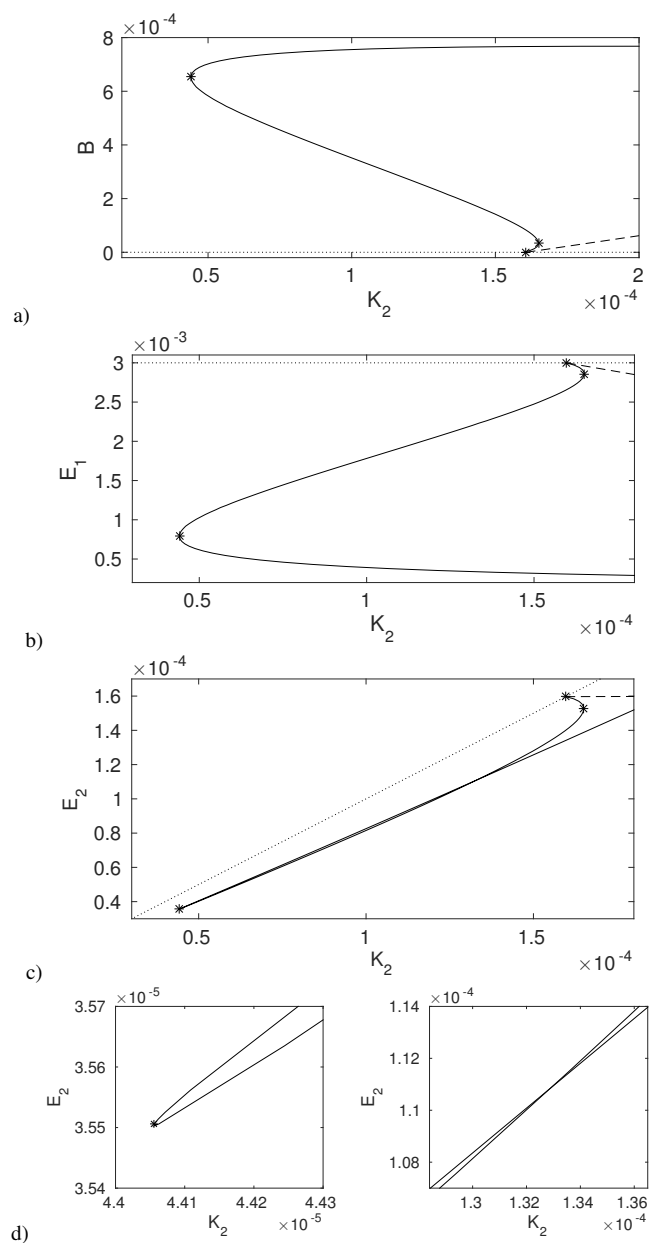 ×10 -4
8
6
4
2
0
B
0.5 1 1.5 2
K2
×10 -4
a)
×10 -3
3
2.5
2
1.5
1
0.5
E1
0.5 1 1.5
K2
×10 -4
b)
×10 -4
1.6
1.4
1.2
1
0.8
0.6
0.4
E2
0.5 1 1.5
K2
×10 -4
c)
×10 -5
3.57
3.56
3.55
3.54
E2
4.4 4.41 4.42 4.43
K2
×10 -5
×10 -4
1.14
1.12
1.1
1.08
E2
1.3 1.32 1.34 1.36
K2
×10 -4
d)